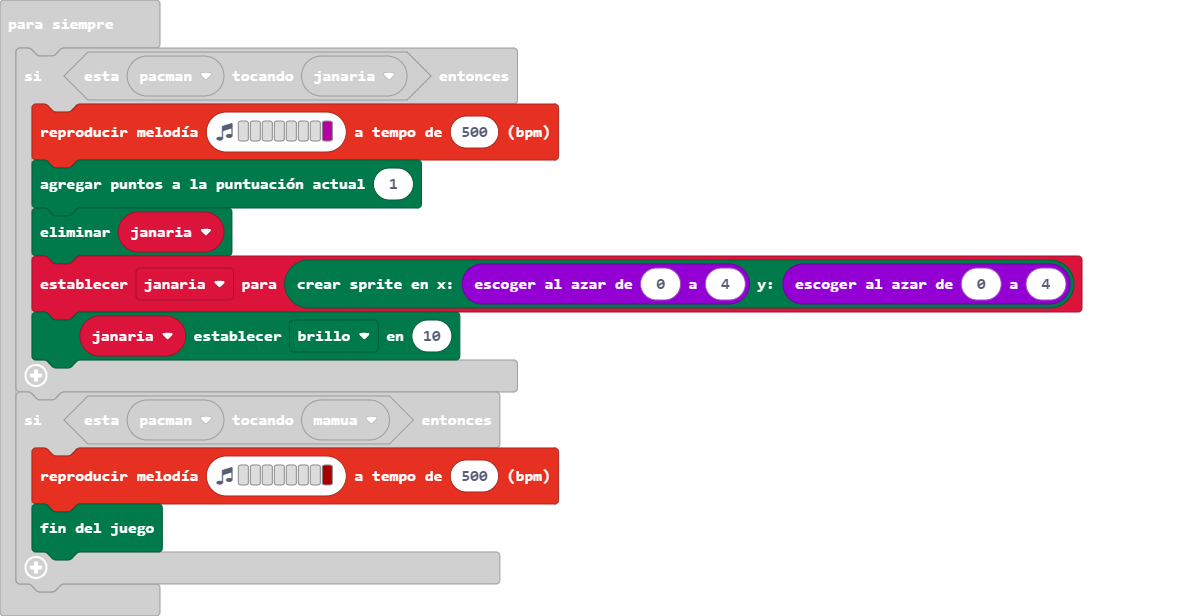 para siempre
si esta pacman tocando janaria entonces
reproducir melodía a tempo de 500 (bpm)
agregar puntos a la puntuación actual 1
eliminar janaria
establecer janaria para crear sprite en x: escoger al azar de 0 a 4 y: escoger al azar de 0 a 4
janaria establecer brillo en 10
si esta pacman tocando mamua entonces
reproducir melodía a tempo de 500 (bpm)
fin del juego